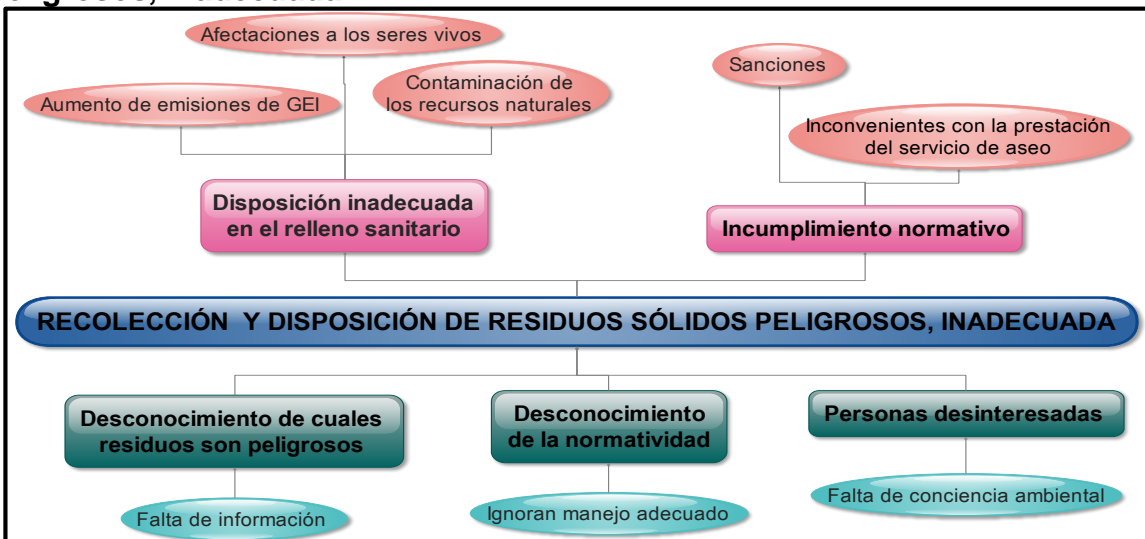 Afectaciones a los seres vivos
Sanciones
Aumento de emisiones de GEI
Contaminación de
los recursos naturales
Inconvenientes con la prestación
del servicio de aseo
Disposición inadecuada
en el relleno sanitario
Incumplimiento normativo
RECOLECCIÓN Y DISPOSICIÓN DE RESIDUOS SÓLIDOS PELIGROSOS, INADECUADA
Desconocimiento de cuales
residuos son peligrosos
Desconocimiento
de la normatividad
Personas desinteresadas
Falta de información
Ignoran manejo adecuado
Falta de conciencia ambiental